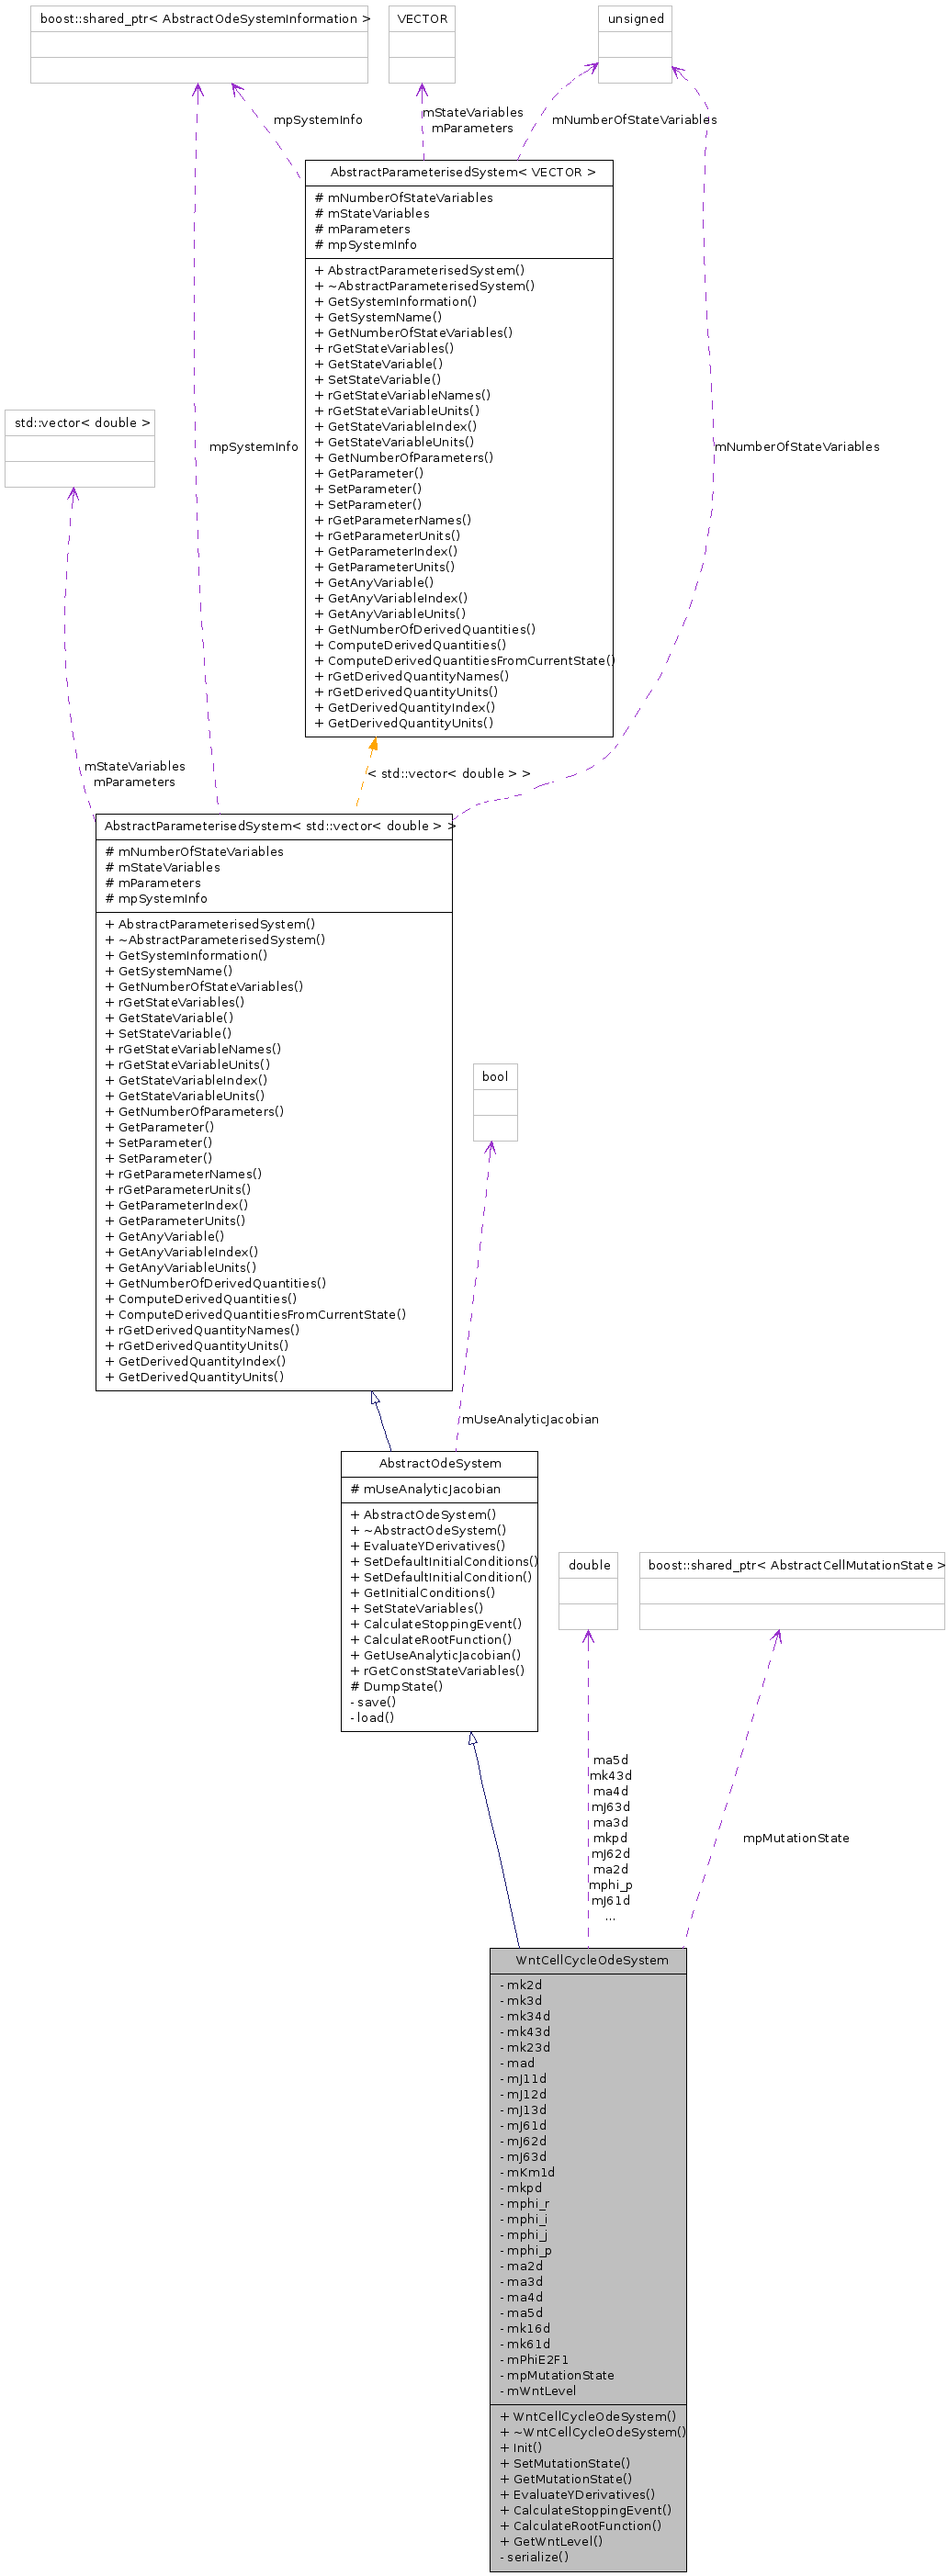 boost::shared_ptr< AbstractOdeSystemInformation >
VECTOR
unsigned
mpSystemInfo
mStateVariables
mParameters
mNumberOfStateVariables
AbstractParameterisedSystem< VECTOR >
# mNumberOfStateVariables
# mStateVariables
# mParameters
# mpSystemInfo
+ AbstractParameterisedSystem()
+ ~AbstractParameterisedSystem()
+ GetSystemInformation()
+ GetSystemName()
+ GetNumberOfStateVariables()
+ rGetStateVariables()
+ GetStateVariable()
+ SetStateVariable()
+ rGetStateVariableNames()
+ rGetStateVariableUnits()
+ GetStateVariableIndex()
+ GetStateVariableUnits()
+ GetNumberOfParameters()
+ GetParameter()
+ SetParameter()
+ SetParameter()
+ rGetParameterNames()
+ rGetParameterUnits()
+ GetParameterIndex()
+ GetParameterUnits()
+ GetAnyVariable()
+ GetAnyVariableIndex()
+ GetAnyVariableUnits()
+ GetNumberOfDerivedQuantities()
+ ComputeDerivedQuantities()
+ ComputeDerivedQuantitiesFromCurrentState()
+ rGetDerivedQuantityNames()
+ rGetDerivedQuantityUnits()
+ GetDerivedQuantityIndex()
+ GetDerivedQuantityUnits()
std::vector< double >
mpSystemInfo
mNumberOfStateVariables
mStateVariables
mParameters
< std::vector< double > >
AbstractParameterisedSystem< std::vector< double > >
# mNumberOfStateVariables
# mStateVariables
# mParameters
# mpSystemInfo
+ AbstractParameterisedSystem()
+ ~AbstractParameterisedSystem()
+ GetSystemInformation()
+ GetSystemName()
+ GetNumberOfStateVariables()
+ rGetStateVariables()
+ GetStateVariable()
+ SetStateVariable()
+ rGetStateVariableNames()
+ rGetStateVariableUnits()
+ GetStateVariableIndex()
+ GetStateVariableUnits()
+ GetNumberOfParameters()
+ GetParameter()
+ SetParameter()
+ SetParameter()
+ rGetParameterNames()
+ rGetParameterUnits()
+ GetParameterIndex()
+ GetParameterUnits()
+ GetAnyVariable()
+ GetAnyVariableIndex()
+ GetAnyVariableUnits()
+ GetNumberOfDerivedQuantities()
+ ComputeDerivedQuantities()
+ ComputeDerivedQuantitiesFromCurrentState()
+ rGetDerivedQuantityNames()
+ rGetDerivedQuantityUnits()
+ GetDerivedQuantityIndex()
+ GetDerivedQuantityUnits()
bool
mUseAnalyticJacobian
AbstractOdeSystem
# mUseAnalyticJacobian
+ AbstractOdeSystem()
+ ~AbstractOdeSystem()
+ EvaluateYDerivatives()
+ SetDefaultInitialConditions()
+ SetDefaultInitialCondition()
+ GetInitialConditions()
+ SetStateVariables()
+ CalculateStoppingEvent()
+ CalculateRootFunction()
+ GetUseAnalyticJacobian()
+ rGetConstStateVariables()
# DumpState()
- save()
- load()
double
boost::shared_ptr< AbstractCellMutationState >
ma5d
mk43d
ma4d
mJ63d
ma3d
mkpd
mJ62d
ma2d
mphi_p
mJ61d
...
mpMutationState
WntCellCycleOdeSystem
- mk2d
- mk3d
- mk34d
- mk43d
- mk23d
- mad
- mJ11d
- mJ12d
- mJ13d
- mJ61d
- mJ62d
- mJ63d
- mKm1d
- mkpd
- mphi_r
- mphi_i
- mphi_j
- mphi_p
- ma2d
- ma3d
- ma4d
- ma5d
- mk16d
- mk61d
- mPhiE2F1
- mpMutationState
- mWntLevel
+ WntCellCycleOdeSystem()
+ ~WntCellCycleOdeSystem()
+ Init()
+ SetMutationState()
+ GetMutationState()
+ EvaluateYDerivatives()
+ CalculateStoppingEvent()
+ CalculateRootFunction()
+ GetWntLevel()
- serialize()